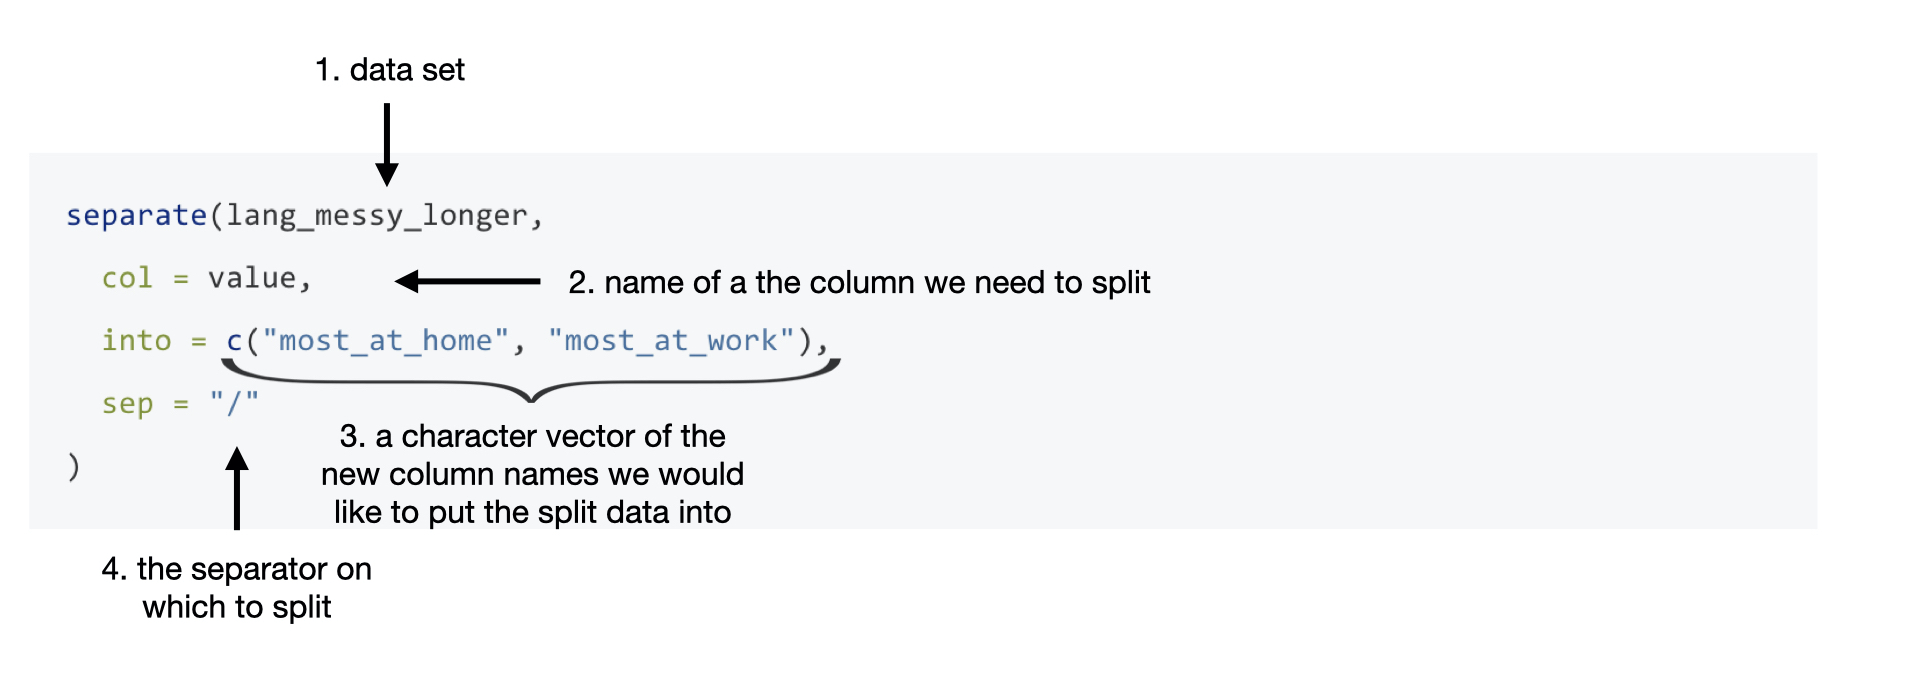 1. data set
separate(lang_messy_longer,
col = value,
2. name of a the column we need to split
into = c("most_at_home", "most_at_work"),
sep = "/"
3. a character vector of the
new column names we would
like to put the split data into
)
4. the separator on
which to split